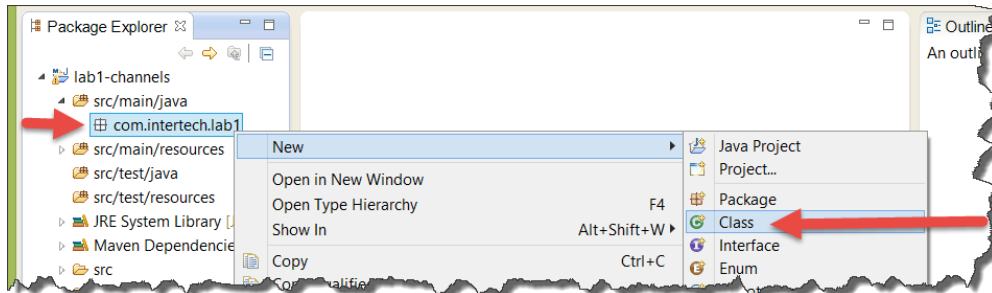 Package Explorer
Outline
An outli
lab1-channels
src/main/java
com.intertech.lab1
src/main/resources
src/test/java
src/test/resources
JRE System Library [J
Maven Dependencie
src
New
Open in New Window
Open Type Hierarchy F4
Show In Alt+Shift+W
Copy Ctrl+C
Java Project
Project...
Package
Class
Interface
Enum